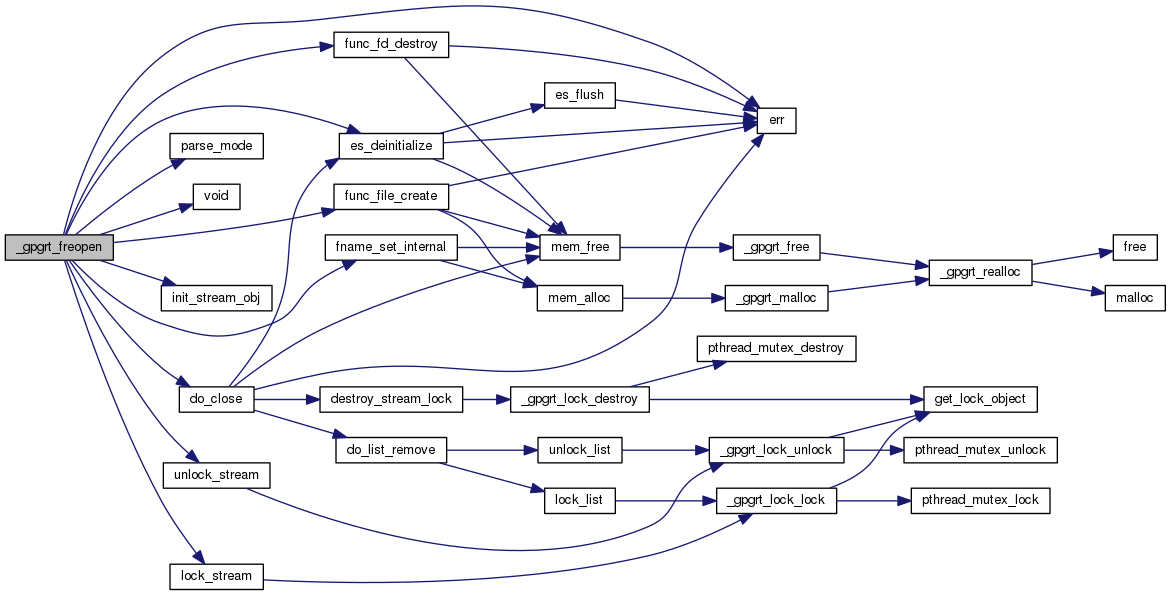 _gpgrt_freopen
func_fd_destroy
es_flush
err
parse_mode
es_deinitialize
void
func_file_create
fname_set_internal
mem_free
_gpgrt_free
free
_gpgrt_realloc
init_stream_obj
mem_alloc
_gpgrt_malloc
malloc
pthread_mutex_destroy
do_close
destroy_stream_lock
_gpgrt_lock_destroy
get_lock_object
do_list_remove
unlock_list
_gpgrt_lock_unlock
pthread_mutex_unlock
unlock_stream
lock_list
_gpgrt_lock_lock
pthread_mutex_lock
lock_stream